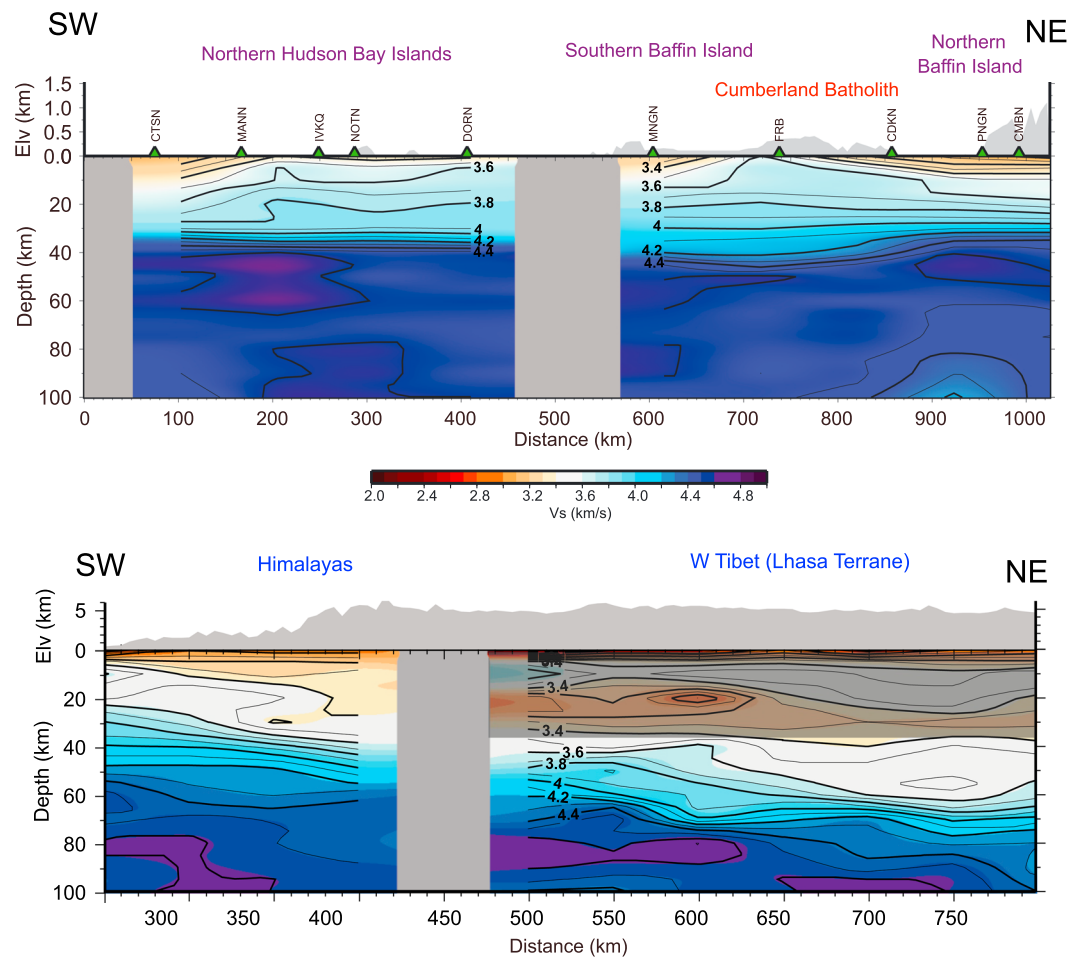 SW
NE
Northern Hudson Bay Islands
Southern Baffin Island
Northern
Baffin Island
Cumberland Batholith
Elv (km)
1.5
1.0
0.5
0.0
CTSN
MANN
IVKQ
NOTN
DORN
MNGN
FRB
CDKN
PNGN
CMBN
3.6
3.8
4
4.2
4.4
3.4
3.6
3.8
4
4.2
4.4
Depth (km)
20
40
60
80
100
0 100 200 300 400 500 600 700 800 900 1000
Distance (km)
2.0 2.4 2.8 3.2 3.6 4.0 4.4 4.8
Vs (km/s)
SW
Himalayas
W Tibet (Lhasa Terrane)
NE
Elv (km)
5
0
Depth (km)
20
40
60
80
100
3.4
3.4
3.4
3.6
3.8
4
4.2
4.4
300 350 400 450 500 550 600 650 700 750
Distance (km)